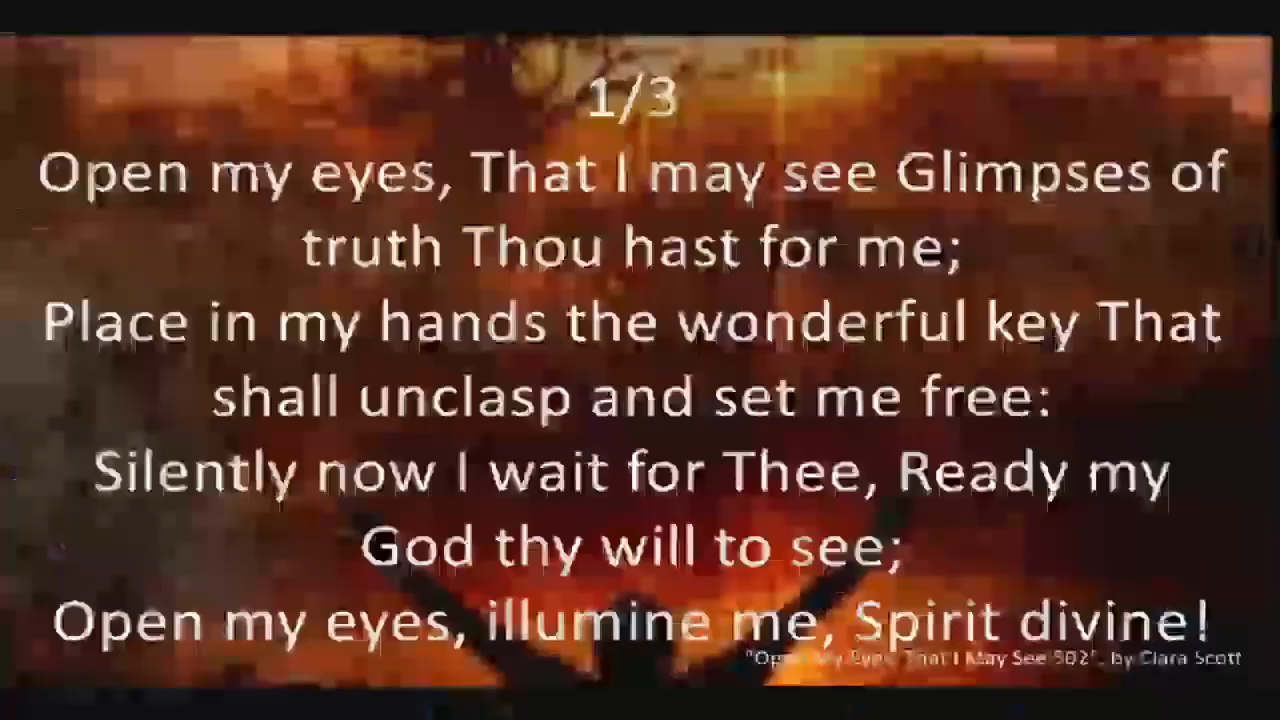 1/3
Open my eyes, That I may see Glimpses of
truth Thou hast for me;
Place in my hands the wonderful key That
shall unclasp and set me free:
Silently now I wait for Thee, Ready my
God thy will to see;
Open my eyes, illumine me, Spirit divine!
"Open My Eyes, That I May See 502", by Clara Scott